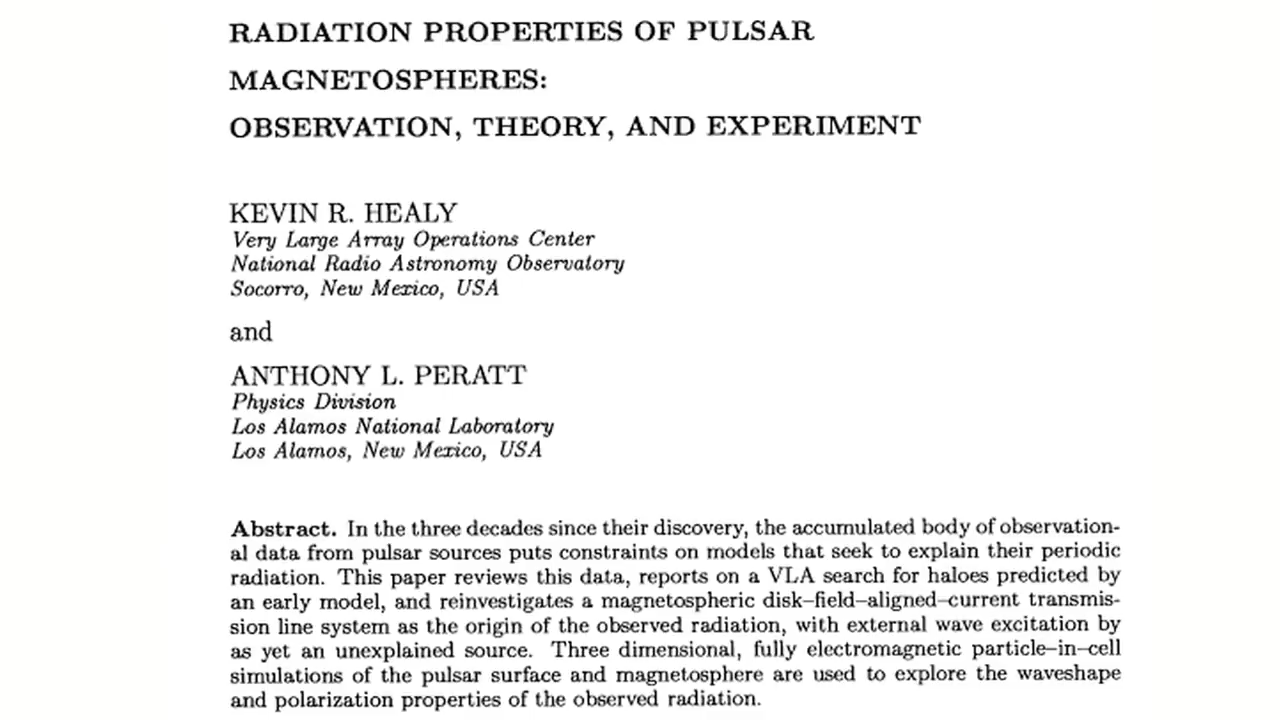 RADIATION PROPERTIES OF PULSAR
MAGNETOSPHERES:
OBSERVATION, THEORY, AND EXPERIMENT
KEVIN R. HEALY
Very Large Array Operations Center
National Radio Astronomy Observatory
Socorro, New Mexico, USA
and
ANTHONY L. PERATT
Physics Division
Los Alamos National Laboratory
Los Alamos, New Mexico, USA
Abstract. In the three decades since their discovery, the accumulated body of observation-
al data from pulsar sources puts constraints on models that seek to explain their periodic
radiation. This paper reviews this data, reports on a VLA search for haloes predicted by
an early model, and reinvestigates a magnetospheric disk–field–aligned–current transmis-
sion line system as the origin of the observed radiation, with external wave excitation by
as yet an unexplained source. Three dimensional, fully electromagnetic particle–in–cell
simulations of the pulsar surface and magnetosphere are used to explore the waveshape
and polarization properties of the observed radiation.